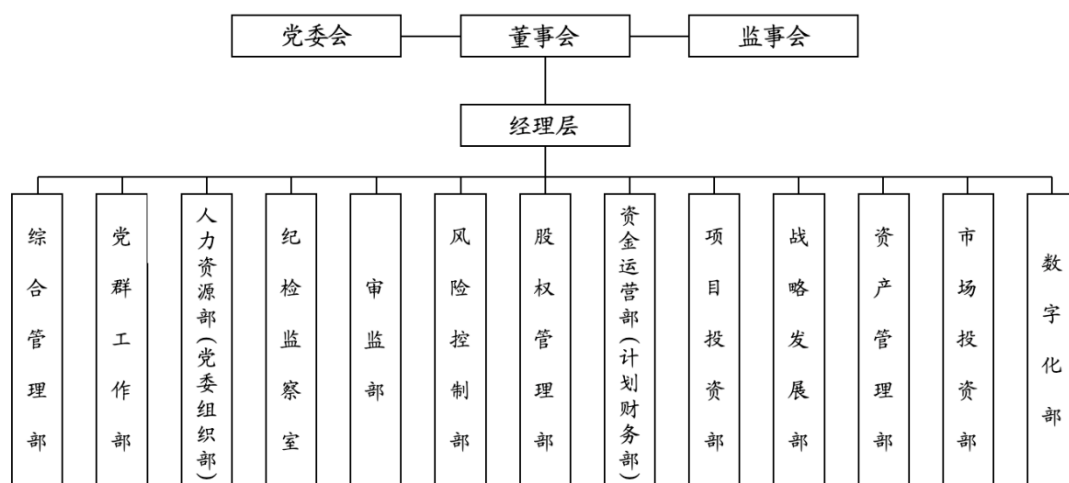 党委会 董事会 监事会
经理层
综合管理部
党群工作部
人力资源部(党委组织部)
纪检监察室
审监部
风险控制部
股权管理部
资金运营部(计划财务部)
项目投资部
战略发展部
资产管理部
市场投资部
数字化部